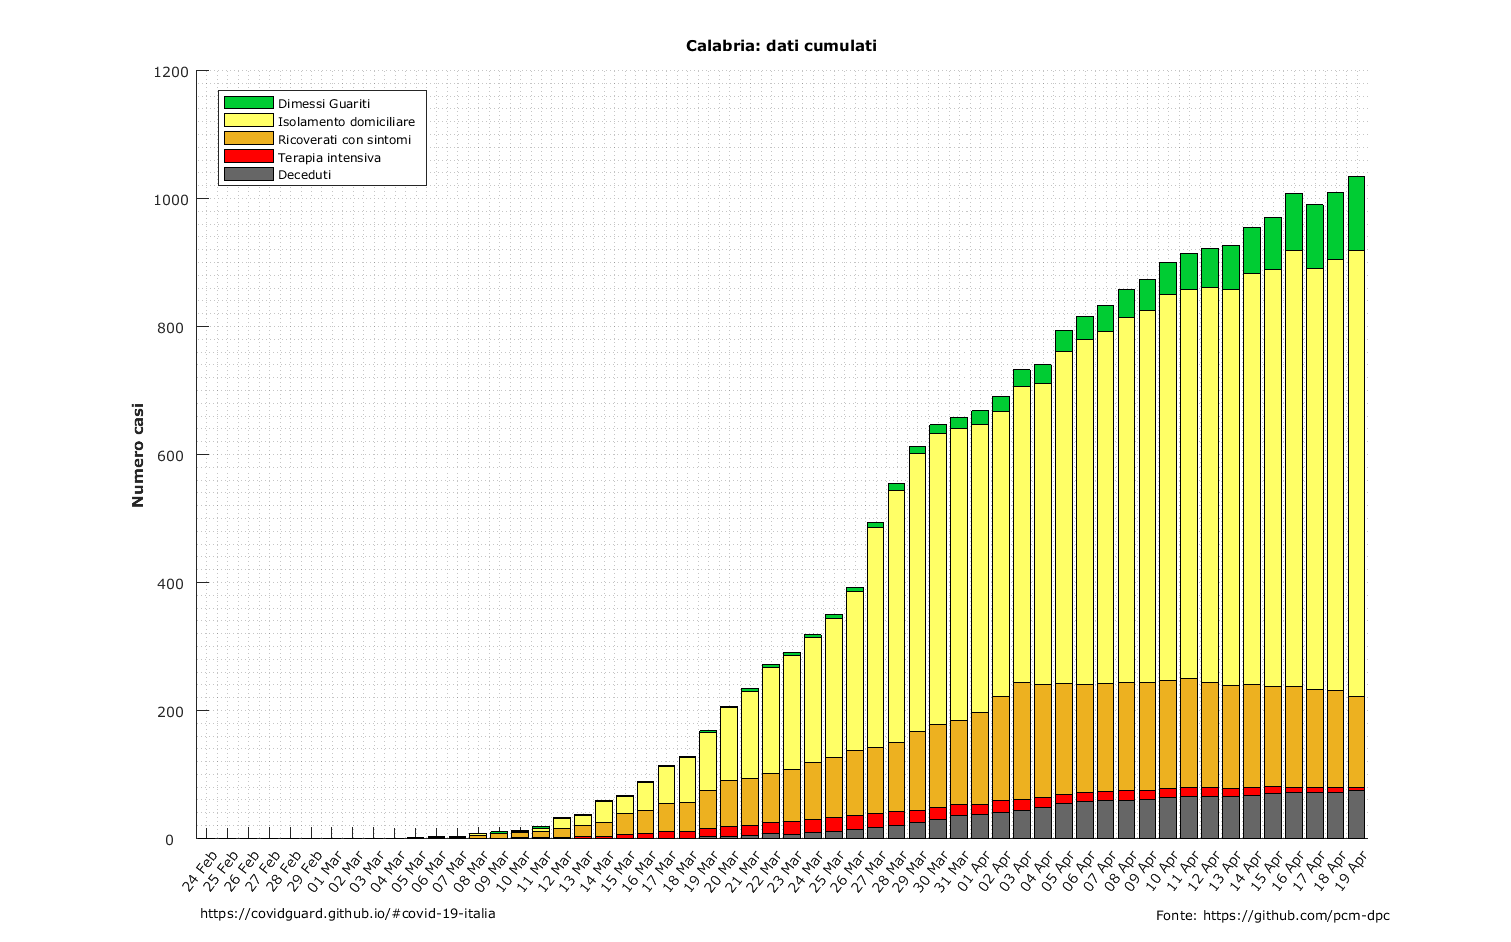 Calabria: dati cumulati
1200
1000
800
600
400
200
0
Numero casi
Dimessi Guariti
Isolamento domiciliare
Ricoverati con sintomi
Terapia intensiva
Deceduti
24 Feb
25 Feb
26 Feb
27 Feb
28 Feb
29 Feb
01 Mar
02 Mar
03 Mar
04 Mar
05 Mar
06 Mar
07 Mar
08 Mar
09 Mar
10 Mar
11 Mar
12 Mar
13 Mar
14 Mar
15 Mar
16 Mar
17 Mar
18 Mar
19 Mar
20 Mar
21 Mar
22 Mar
23 Mar
24 Mar
25 Mar
26 Mar
27 Mar
28 Mar
29 Mar
30 Mar
31 Mar
01 Apr
02 Apr
03 Apr
04 Apr
05 Apr
06 Apr
07 Apr
08 Apr
09 Apr
10 Apr
11 Apr
12 Apr
13 Apr
14 Apr
15 Apr
16 Apr
17 Apr
18 Apr
19 Apr
https://covidguard.github.io/#covid-19-italia
Fonte: https://github.com/pcm-dpc